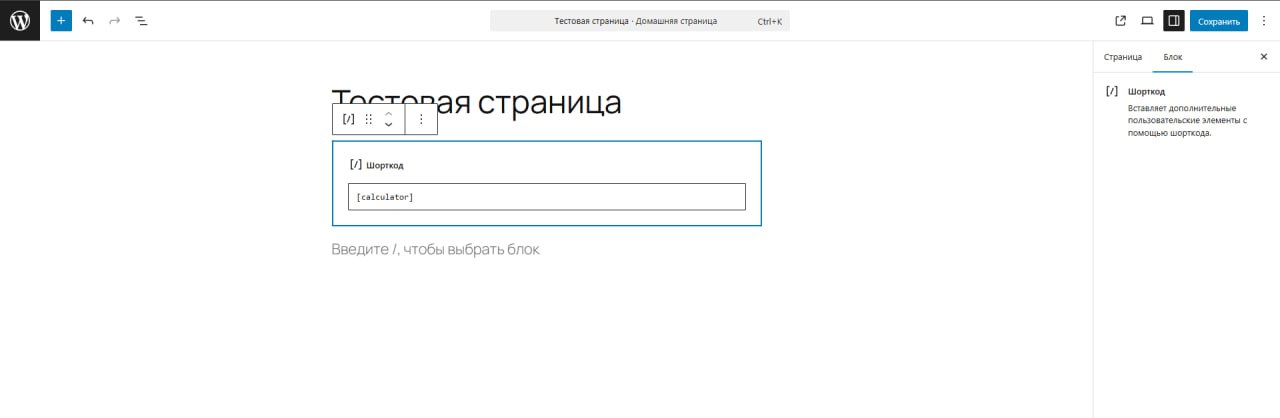 Тестовая страница · Домашняя страница Ctrl+K
Сохранить
Страница Блок
Тестовая страница
[/] Шорткод
Вставляет дополнительные
пользовательские элементы с
помощью шорткода.
[/]
[/] Шорткод
[calculator]
Введите /, чтобы выбрать блок